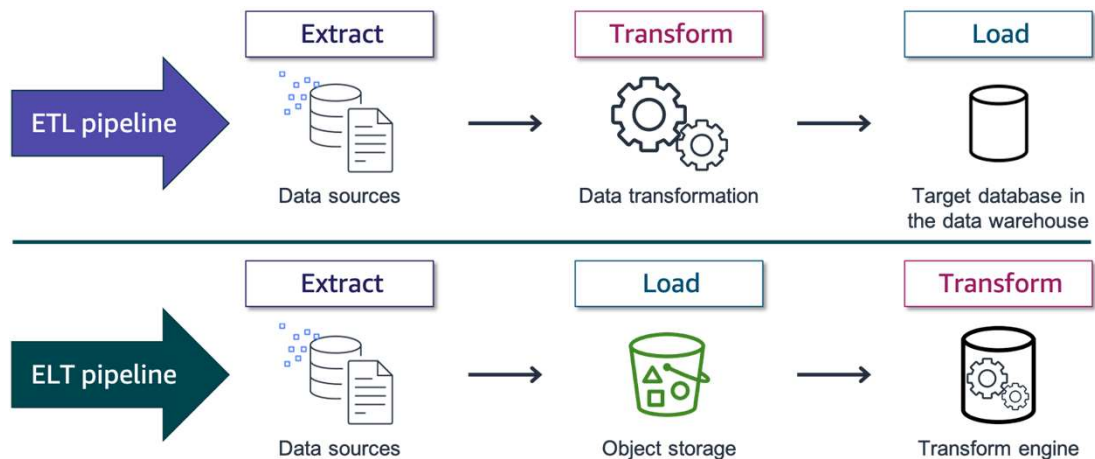 Extract
Transform
Load
ETL pipeline
Data sources
Data transformation
Target database in
the data warehouse
Extract
Load
Transform
ELT pipeline
Data sources
Object storage
Transform engine